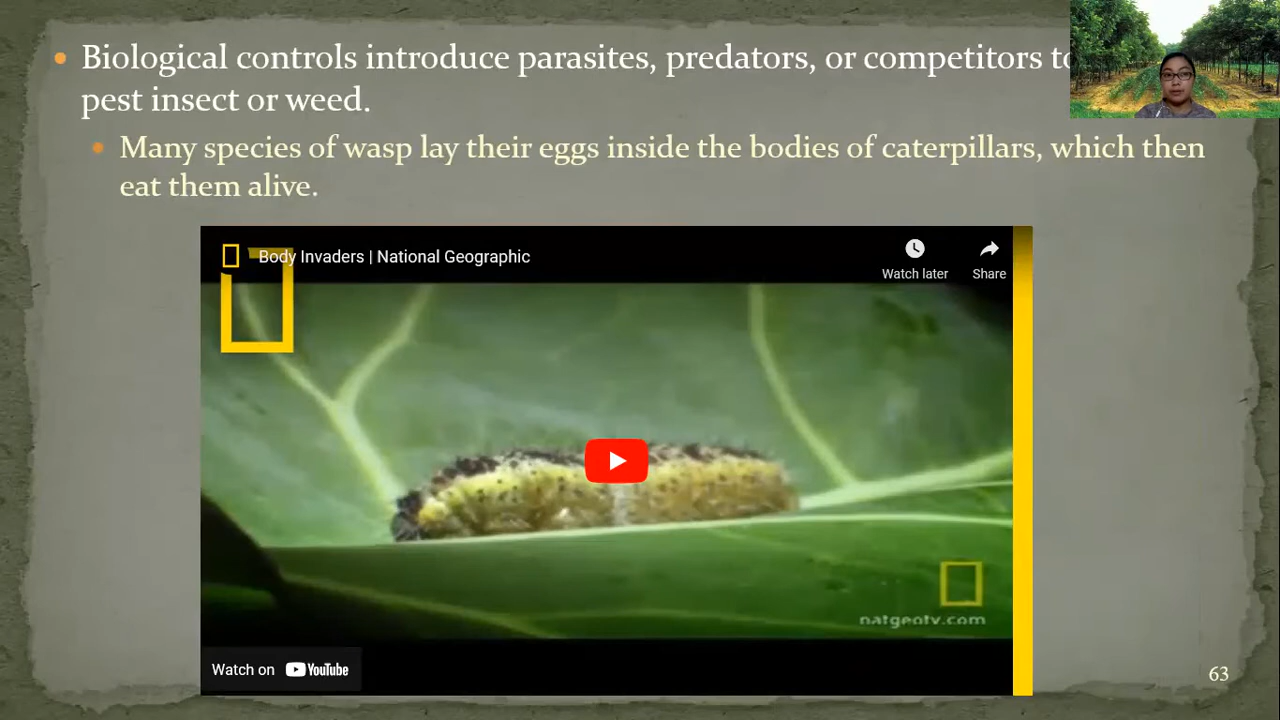 Biological controls introduce parasites, predators, or competitors
pest insect or weed.
Many species of wasp lay their eggs inside the bodies of caterpillars, which then
eat them alive.
Body Invaders | National Geographic
Watch later
Share
natgeotv.com
Watch on YouTube
63